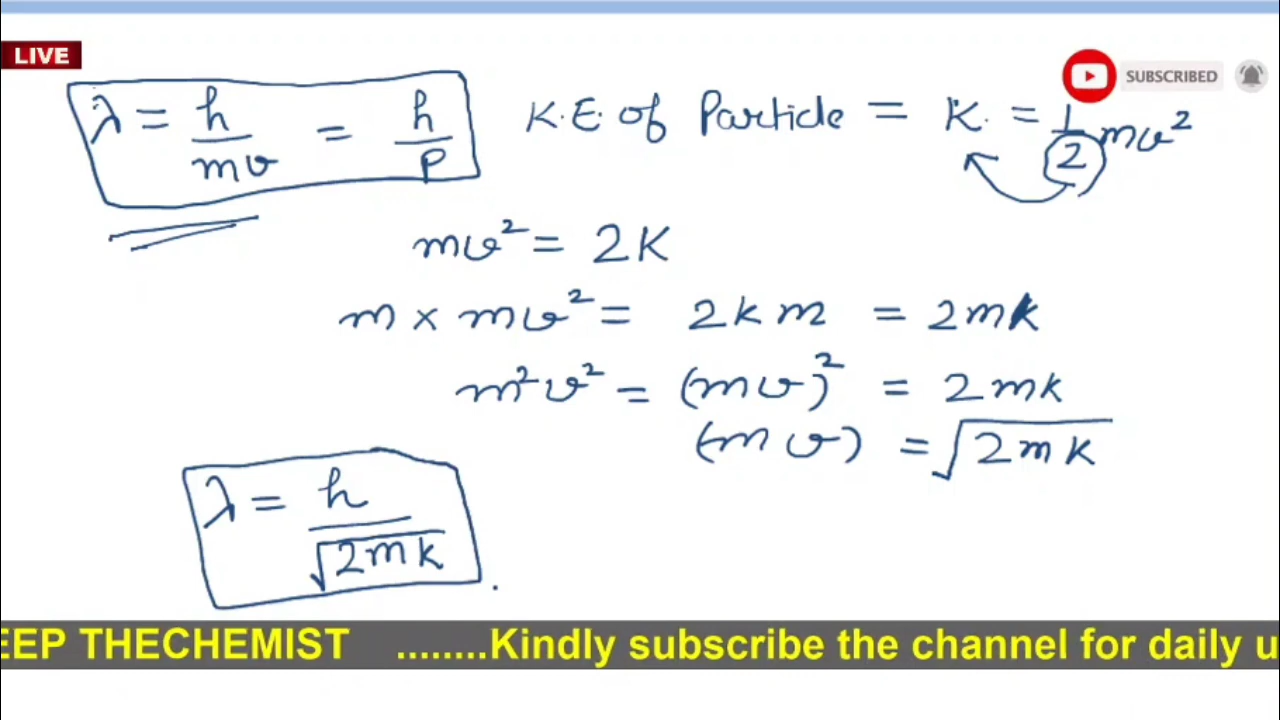 LIVE
SUBSCRIBED
λ = h/mv = h/p
K.E. of Particle = K. = 1/2 mv²
mv² = 2K
m × mv² = 2km = 2mk
m²v² = (mv)² = 2mk
(mv) = √2mk
λ = h/√2mk .
EEP THECHEMIST ........Kindly subscribe the channel for daily u